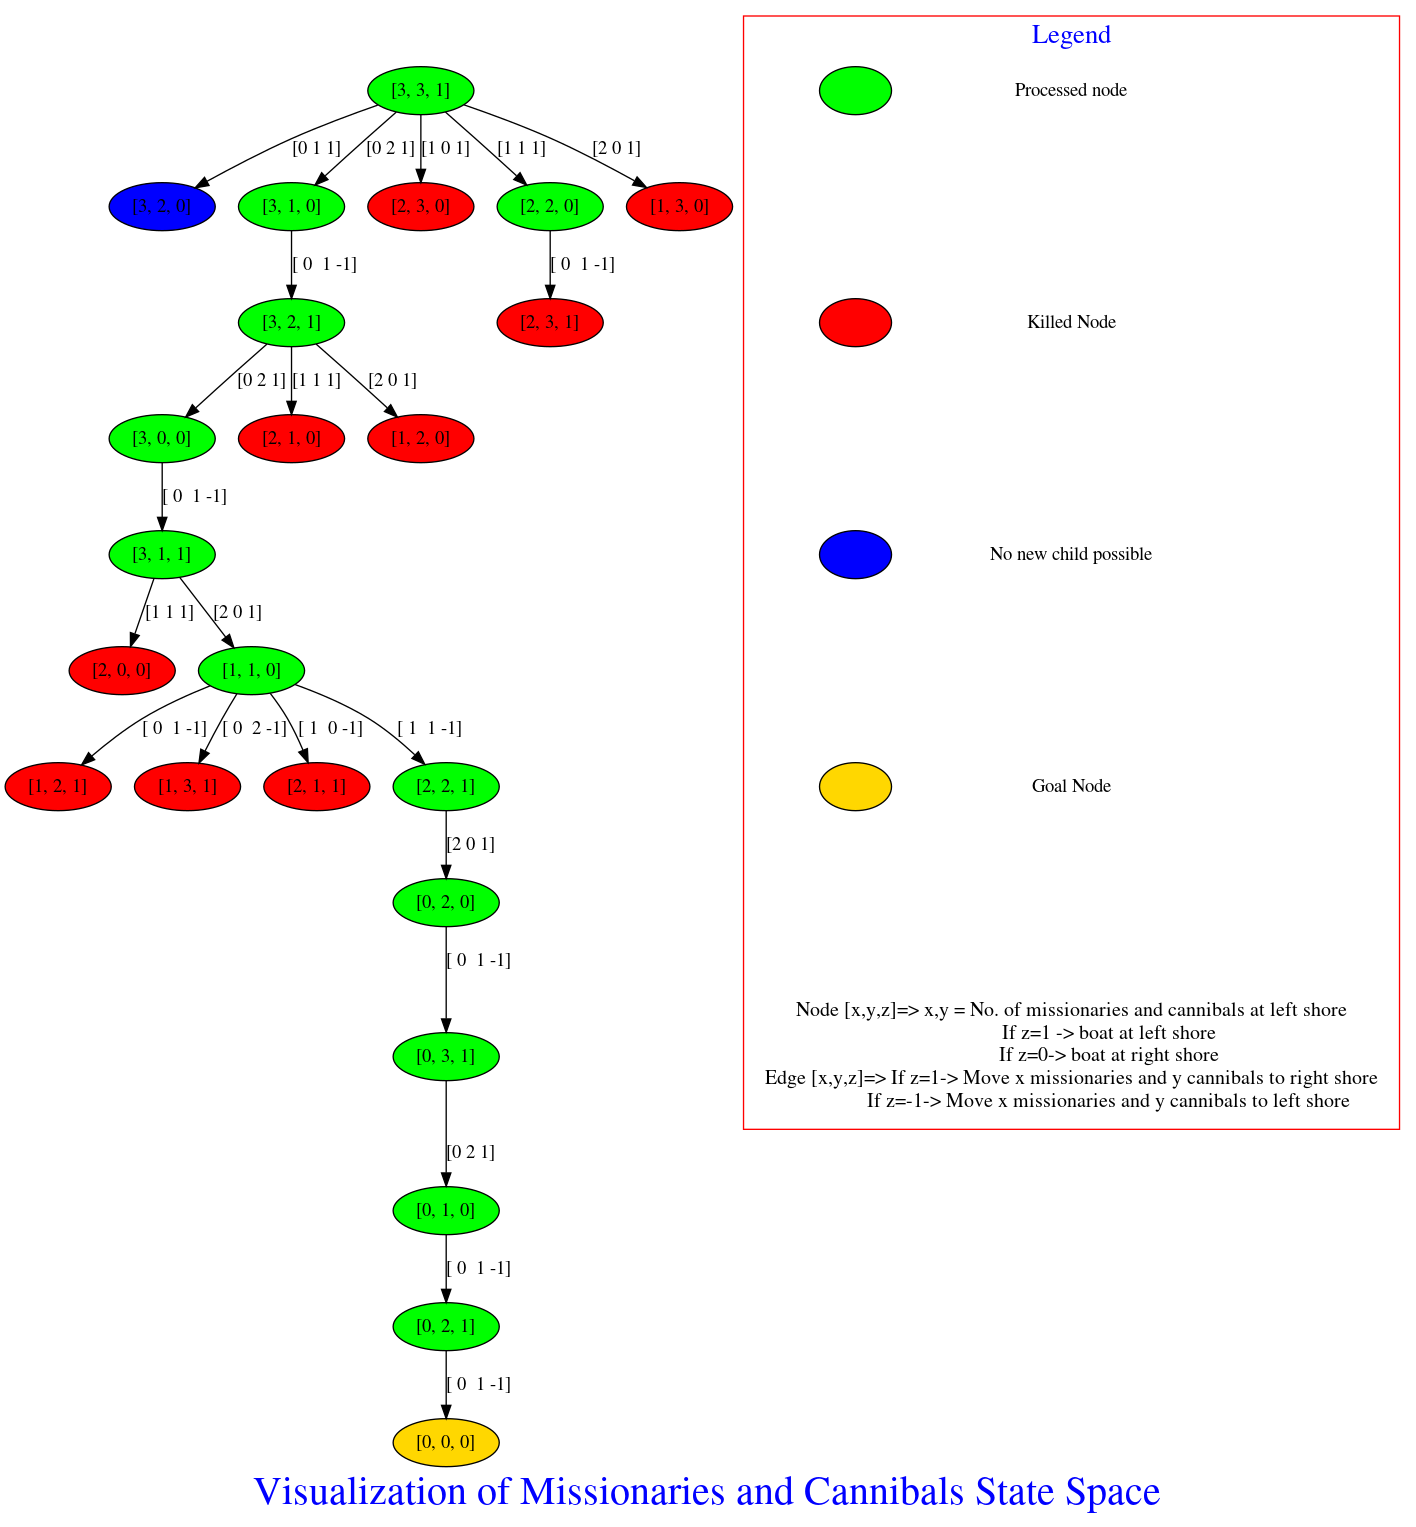 Legend
[3, 3, 1]
Processed node
[0 1 1] [0 2 1] [1 0 1] [1 1 1] [2 0 1]
[3, 2, 0] [3, 1, 0] [2, 3, 0] [2, 2, 0] [1, 3, 0]
[ 0  1 -1] [ 0  1 -1]
[3, 2, 1] [2, 3, 1]
Killed Node
[0 2 1] [1 1 1] [2 0 1]
[3, 0, 0] [2, 1, 0] [1, 2, 0]
[ 0  1 -1]
[3, 1, 1]
No new child possible
[1 1 1] [2 0 1]
[2, 0, 0] [1, 1, 0]
[ 0  1 -1] [ 0  2 -1] [ 1  0 -1] [ 1  1 -1]
[1, 2, 1] [1, 3, 1] [2, 1, 1] [2, 2, 1]
Goal Node
[2 0 1]
[0, 2, 0]
[ 0  1 -1]
[0, 3, 1]
[0 2 1]
[0, 1, 0]
[ 0  1 -1]
[0, 2, 1]
[ 0  1 -1]
[0, 0, 0]
Node [x,y,z]=> x,y = No. of missionaries and cannibals at left shore
If z=1 -> boat at left shore
If z=0-> boat at right shore
Edge [x,y,z]=> If z=1-> Move x missionaries and y cannibals to right shore
If z=-1-> Move x missionaries and y cannibals to left shore
Visualization of Missionaries and Cannibals State Space